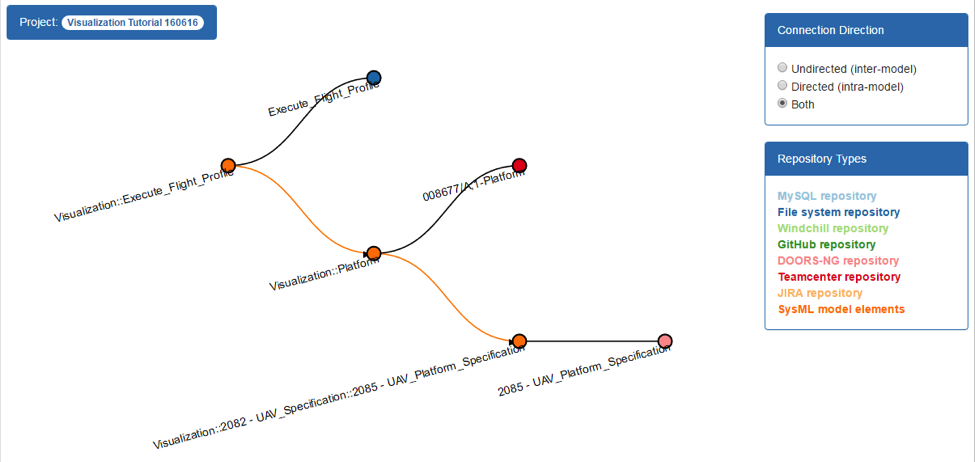 Project: Visualization Tutorial 160616
Execute_Flight_Profile
Visualization::Execute_Flight_Profile
008677/A;1-Platform
Visualization::Platform
Visualization::2082 - UAV_Specification::2085 - UAV_Platform_Specification
2085 - UAV_Platform_Specification
Connection Direction
Undirected (inter-model)
Directed (intra-model)
Both
Repository Types
MySQL repository
File system repository
Windchill repository
GitHub repository
DOORS-NG repository
Teamcenter repository
JIRA repository
SysML model elements